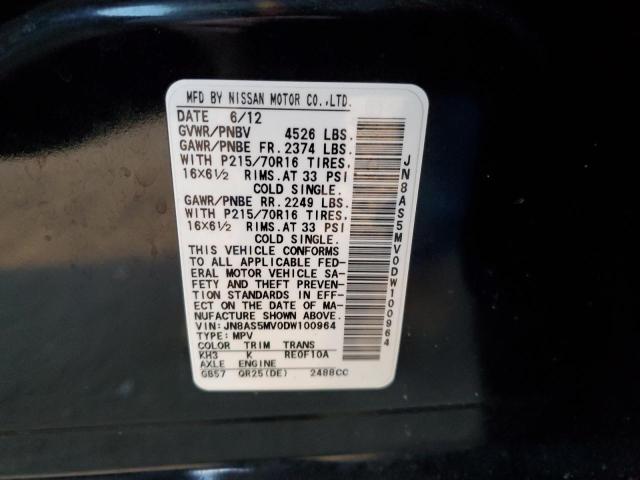 MFD BY NISSAN MOTOR CO.,LTD.
DATE 6/12
GVWR/PNBV 4526 LBS.
GAWR/PNBE FR. 2374 LBS.
WITH P215/70R16 TIRES,
16X6½ RIMS.AT 33 PSI
COLD SINGLE.
GAWR/PNBE RR. 2249 LBS.
WITH P215/70R16 TIRES,
16X6½ RIMS.AT 33 PSI
COLD SINGLE.
THIS VEHICLE CONFORMS
TO ALL APPLICABLE FED-
ERAL MOTOR VEHICLE SA-
FETY AND THEFT PREVEN-
TION STANDARDS IN EFF-
ECT ON THE DATE OF MA-
NUFACTURE SHOWN ABOVE.
VIN: JN8AS5MV0DW100964
TYPE: MPV
COLOR TRIM TRANS
KH3 K RE0F10A
AXLE ENGINE
GB57 QR25(DE) 2488CC
JN8AS5MV0DW100964